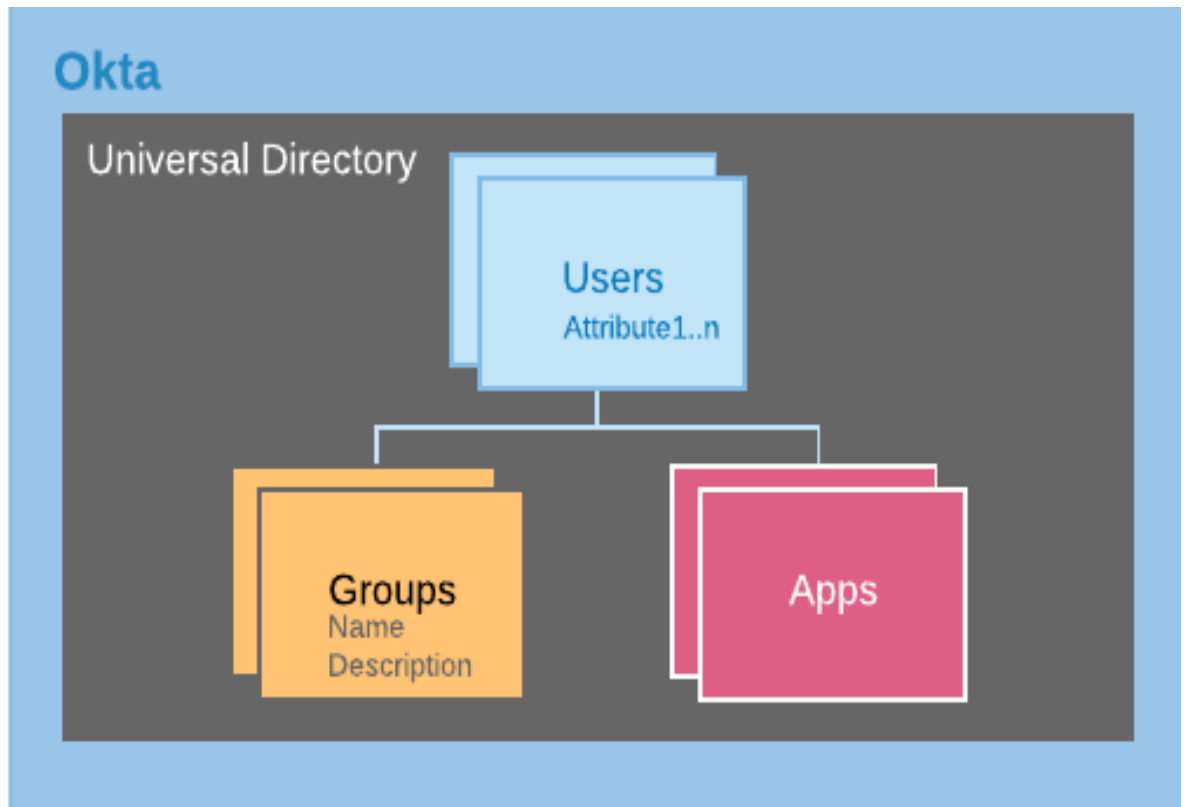 Okta
Universal Directory
Users
Attribute1..n
Groups
Name
Description
Apps